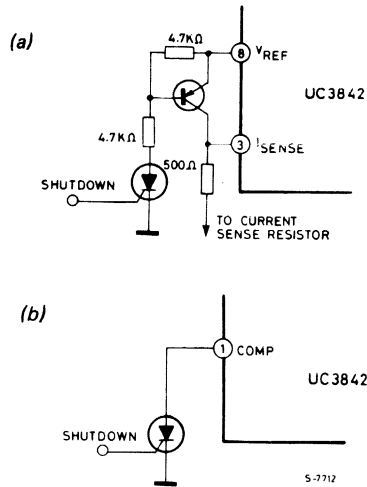 (a)
4.7KΩ
8 VREF
UC3842
4.7KΩ
3 ISENSE
500Ω
SHUTDOWN
TO CURRENT
SENSE RESISTOR
(b)
1 COMP
UC3842
SHUTDOWN
S-7712